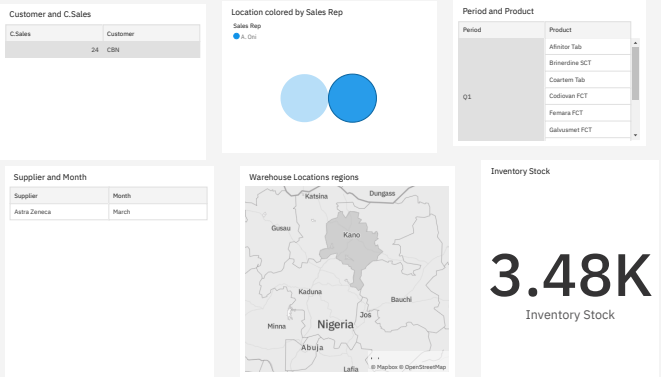 Customer and C.Sales
C.Sales Customer
24 CBN
Location colored by Sales Rep
Sales Rep
A. Oni
Period and Product
Period Product
Q1
Afinitor Tab
Brinerdine SCT
Coartem Tab
Codiovan FCT
Femara FCT
Galvusmet FCT
Supplier and Month
Supplier Month
Astra Zeneca March
Warehouse Locations regions
Katsina
Dungass
Gusau
Kano
Kaduna
Bauchi
Jos
Minna
Nigeria
Abuja
Lafia
© Mapbox © OpenStreetMap
Inventory Stock
3.48K
Inventory Stock